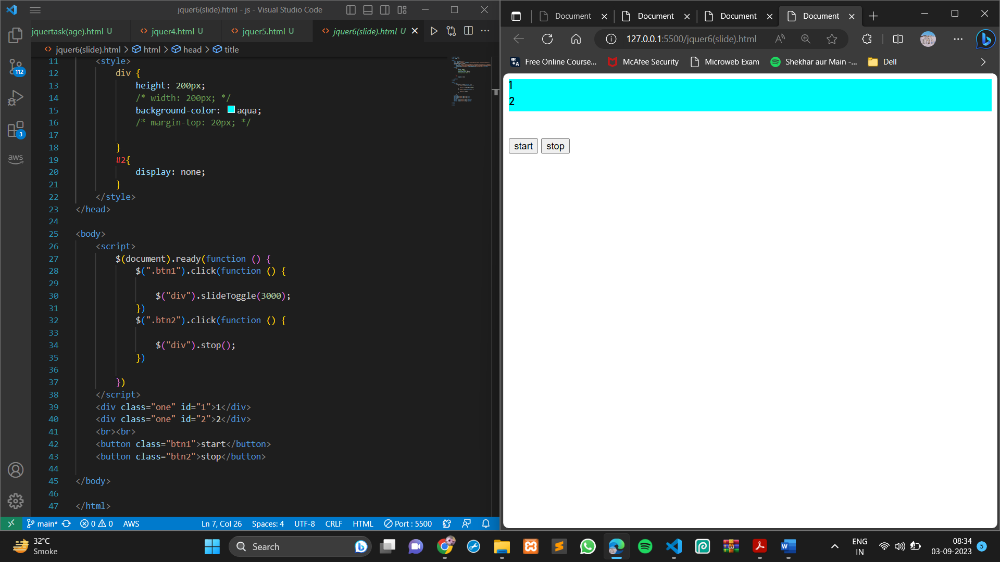 jquer6(slide).html - js - Visual Studio Code
jquertask(age).html U
jquer4.html U
jquer5.html U
jquer6(slide).html U
jquer6(slide).html > html > head > title
11 <style>
12 div {
13 height: 200px;
14 /* width: 200px; */
15 background-color: aqua;
16 /* margin-top: 20px; */
17
18 }
19 #2{
20 display: none;
21 }
22 </style>
23 </head>
24
25 <body>
26 <script>
27 $(document).ready(function () {
28 $(".btn1").click(function () {
29
30 $("div").slideToggle(3000);
31 })
32 $(".btn2").click(function () {
33
34 $("div").stop();
35 })
36
37 })
38 </script>
39 <div class="one" id="1">1</div>
40 <div class="one" id="2">2</div>
41 <br><br>
42 <button class="btn1">start</button>
43 <button class="btn2">stop</button>
44
45 </body>
46
47 </html>
112
3
aws
main* 0 0 AWS Ln 7, Col 26 Spaces: 4 UTF-8 CRLF HTML Port : 5500
Document Document Document Document
127.0.0.1:5500/jquer6(slide).html
Free Online Course... McAfee Security Microweb Exam Shekhar aur Main -... Dell
1
2
start stop
32°C
Smoke
Search
ENG
IN
08:34
03-09-2023
5